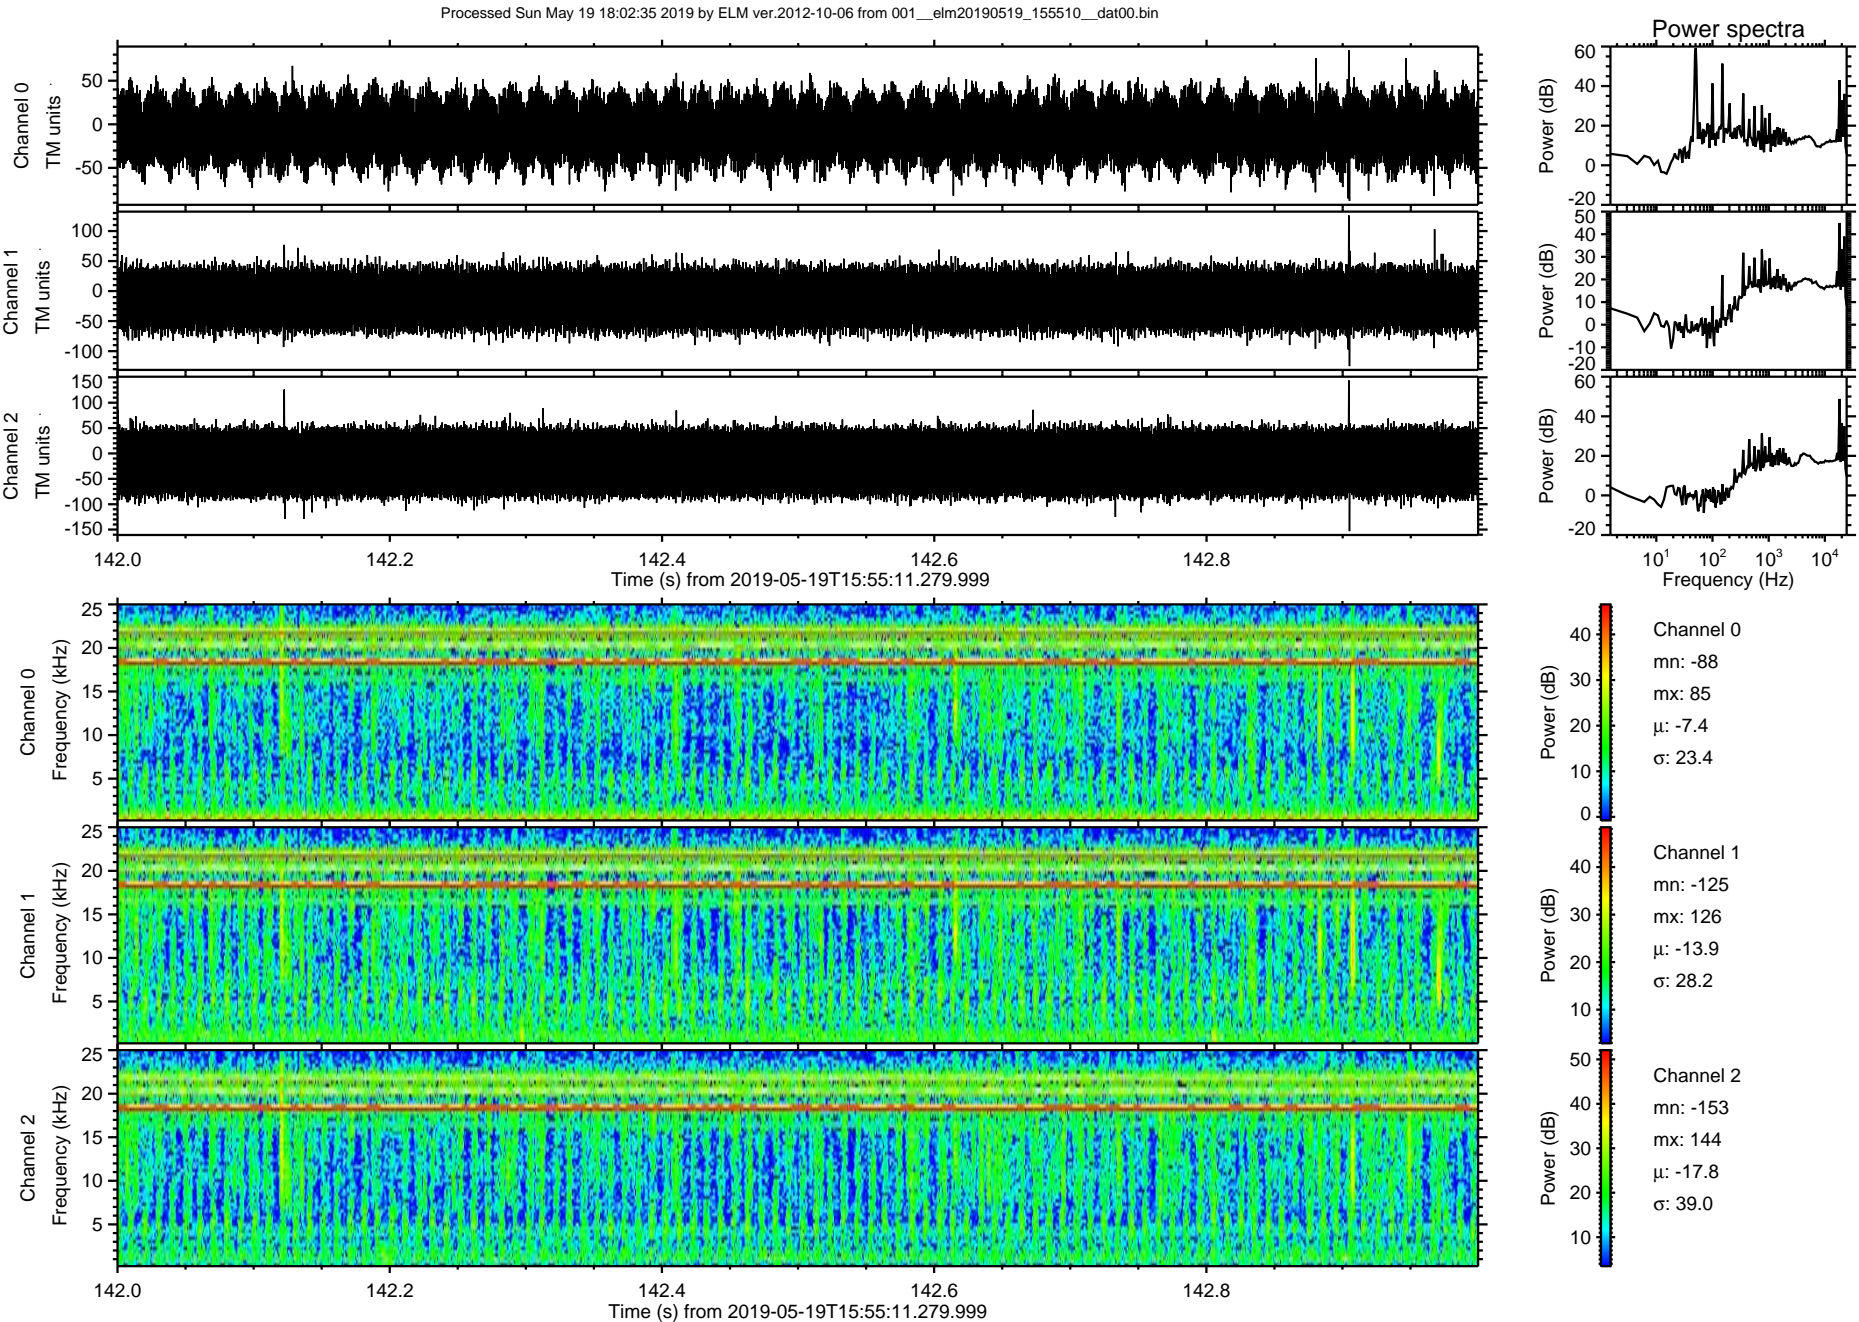 Processed Sun May 19 18:02:35 2019 by ELM ver.2012-10-06 from 001__elm20190519_155510__dat00.bin
Power spectra
Channel 0
TM units
50
0
-50
Power (dB)
60
40
20
0
-20
Channel 1
TM units
100
50
0
-50
-100
Power (dB)
50
40
30
20
10
0
-10
-20
Channel 2
TM units
150
100
50
0
-50
-100
-150
Power (dB)
60
40
20
0
-20
142.0 142.2 142.4 142.6 142.8
Time (s) from 2019-05-19T15:55:11.279.999
10¹ 10² 10³ 10⁴
Frequency (Hz)
Channel 0
Frequency (kHz)
25
20
15
10
5
Power (dB)
40
30
20
10
0
Channel 0
mn: -88
mx: 85
μ: -7.4
σ: 23.4
Channel 1
Frequency (kHz)
25
20
15
10
5
Power (dB)
40
30
20
10
Channel 1
mn: -125
mx: 126
μ: -13.9
σ: 28.2
Channel 2
Frequency (kHz)
25
20
15
10
5
Power (dB)
50
40
30
20
10
Channel 2
mn: -153
mx: 144
μ: -17.8
σ: 39.0
142.0 142.2 142.4 142.6 142.8
Time (s) from 2019-05-19T15:55:11.279.999